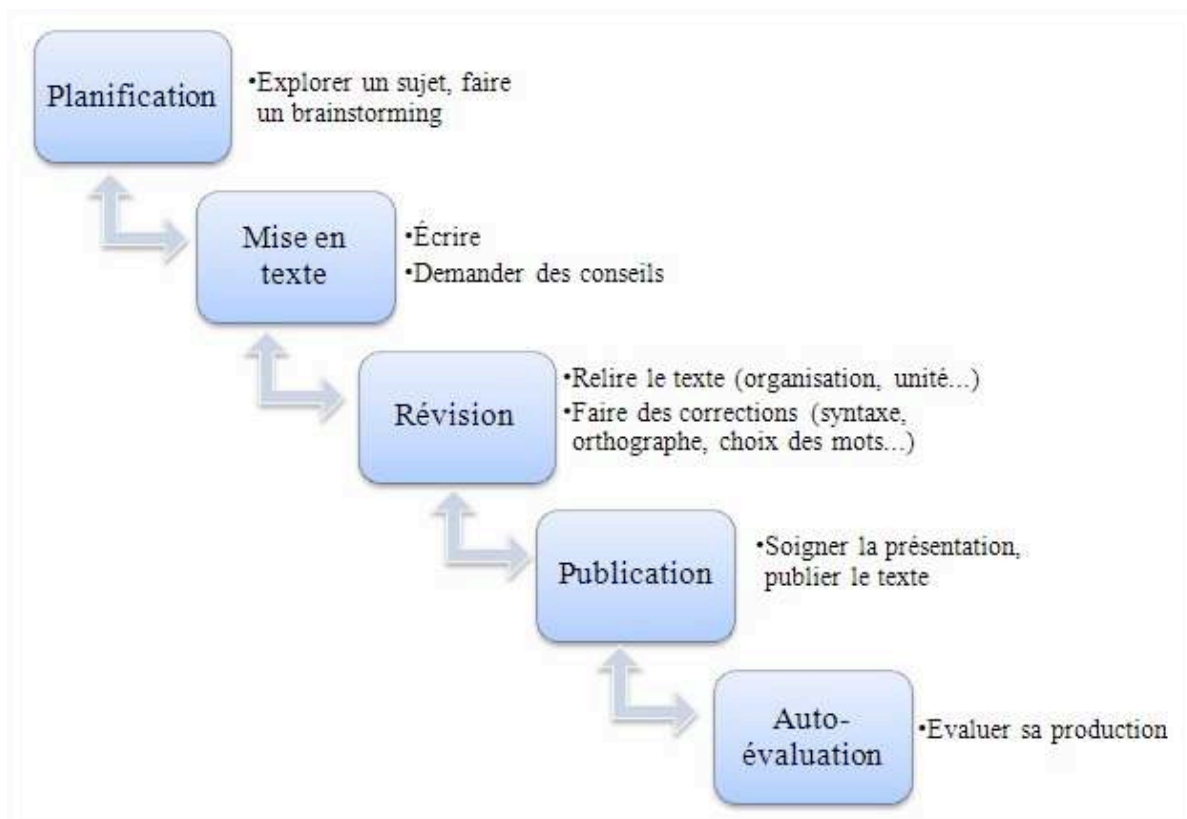 Planification
•Explorer un sujet, faire
un brainstorming
Mise en
texte
•Écrire
•Demander des conseils
Révision
•Relire le texte (organisation, unité...)
•Faire des corrections (syntaxe,
orthographe, choix des mots...)
Publication
•Soigner la présentation,
publier le texte
Auto-
évaluation
•Evaluer sa production